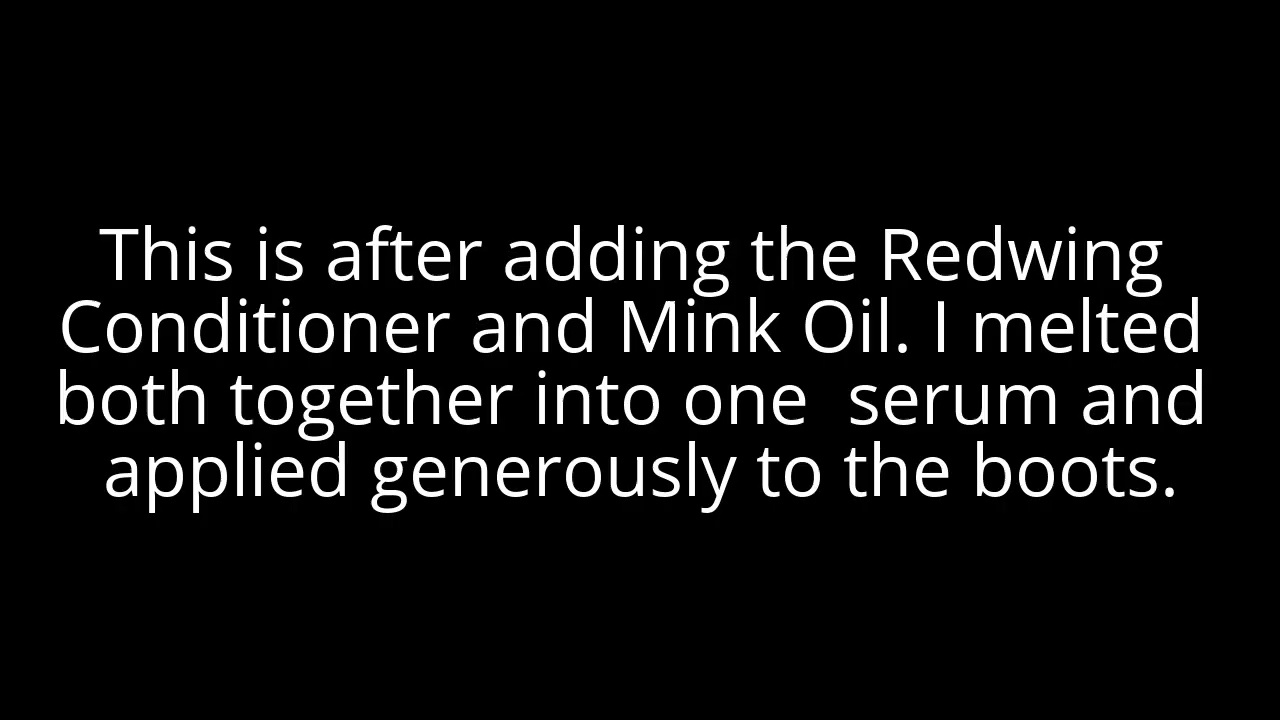 This is after adding the Redwing
Conditioner and Mink Oil. I melted
both together into one  serum and
applied generously to the boots.